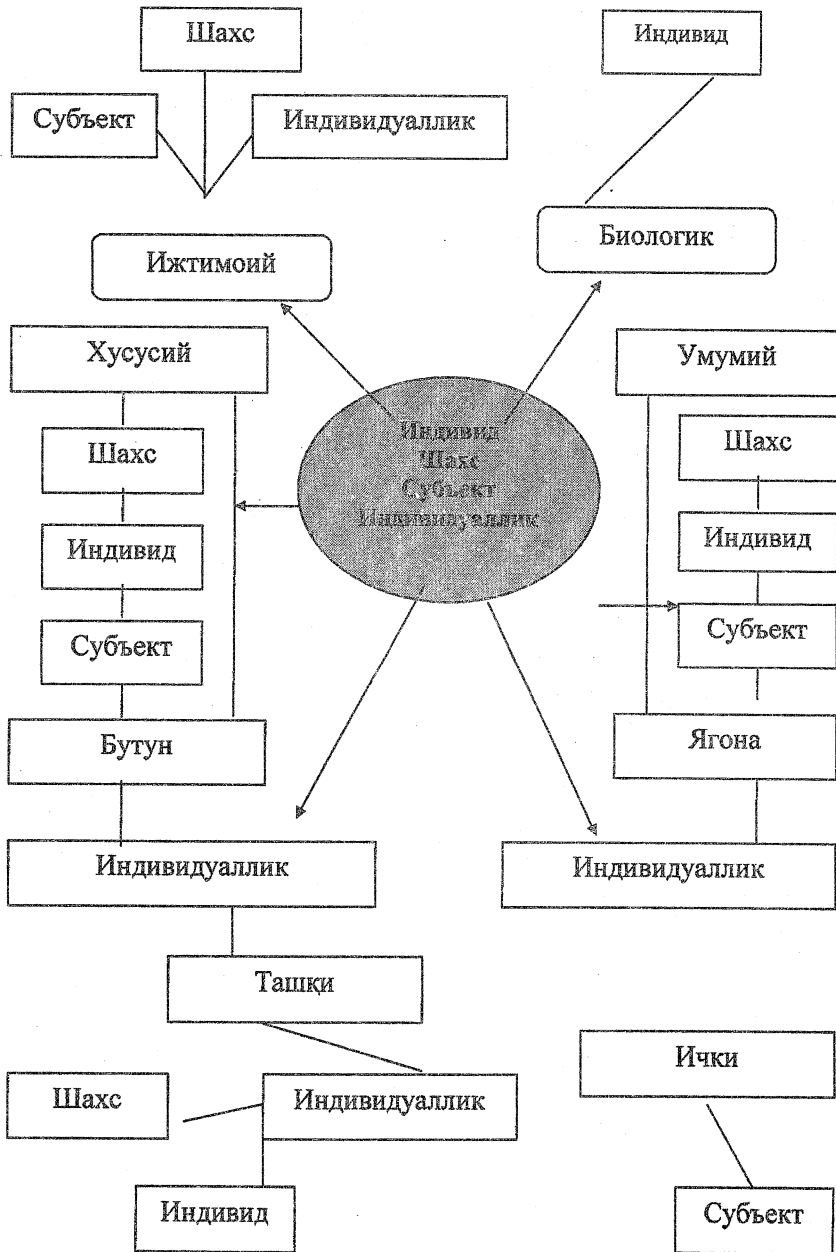 Шахс
Индивид
Субъект
Индивидуаллик
Биологик
Ижтимоий
Хусусий
Умумий
Индивид
Шахс
Субъект
Индивидуаллик
Шахс
Шахс
Индивид
Индивид
Субъект
Субъект
Бутун
Ягона
Индивидуаллик
Индивидуаллик
Ташқи
Ички
Шахс
Индивидуаллик
Индивид
Субъект